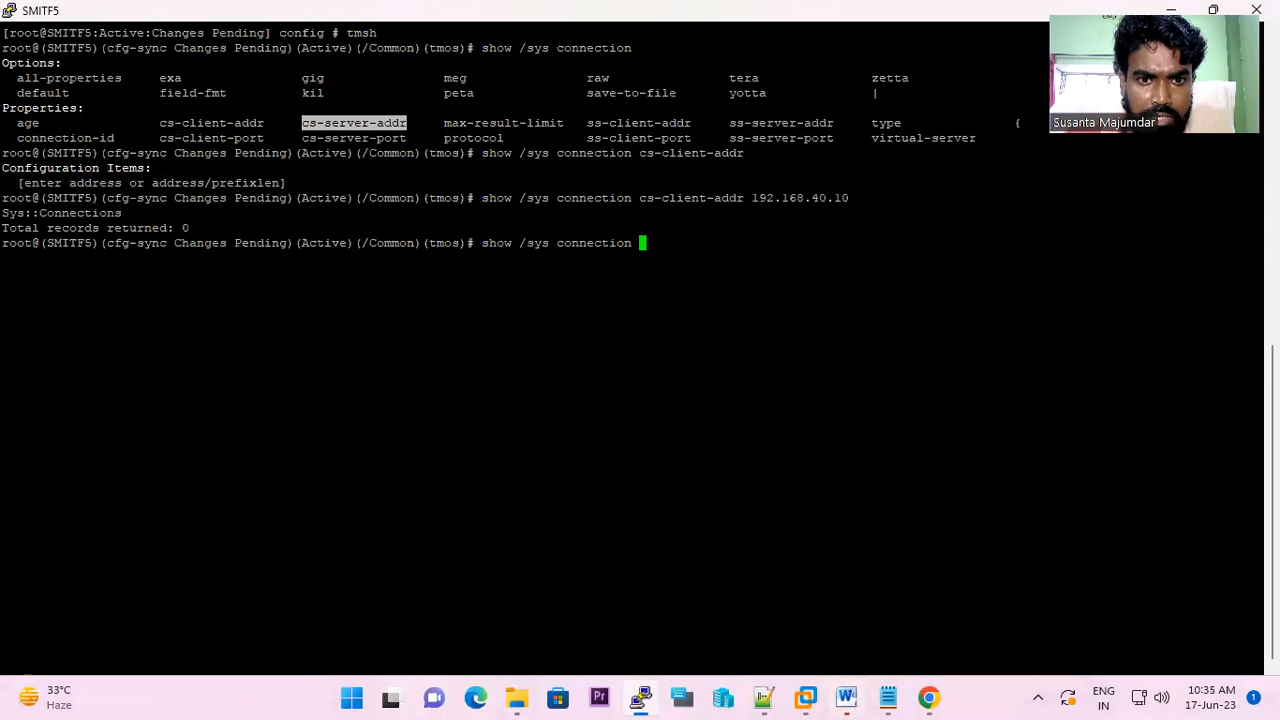 SMITF5
[root@SMITF5:Active:Changes Pending] config # tmsh
root@(SMITF5)(cfg-sync Changes Pending)(Active)(/Common)(tmos)# show /sys connection
Options:
all-properties exa gig meg raw tera zetta
default field-fmt kil peta save-to-file yotta |
Properties:
age cs-client-addr cs-server-addr max-result-limit ss-client-addr ss-server-addr type {
connection-id cs-client-port cs-server-port protocol ss-client-port ss-server-port virtual-server
root@(SMITF5)(cfg-sync Changes Pending)(Active)(/Common)(tmos)# show /sys connection cs-client-addr
Configuration Items:
[enter address or address/prefixlen]
root@(SMITF5)(cfg-sync Changes Pending)(Active)(/Common)(tmos)# show /sys connection cs-client-addr 192.168.40.10
Sys::Connections
Total records returned: 0
root@(SMITF5)(cfg-sync Changes Pending)(Active)(/Common)(tmos)# show /sys connection
Susanta Majumdar
33°C
Haze
Pr
W
ENG
IN
10:35 AM
17-Jun-23
1